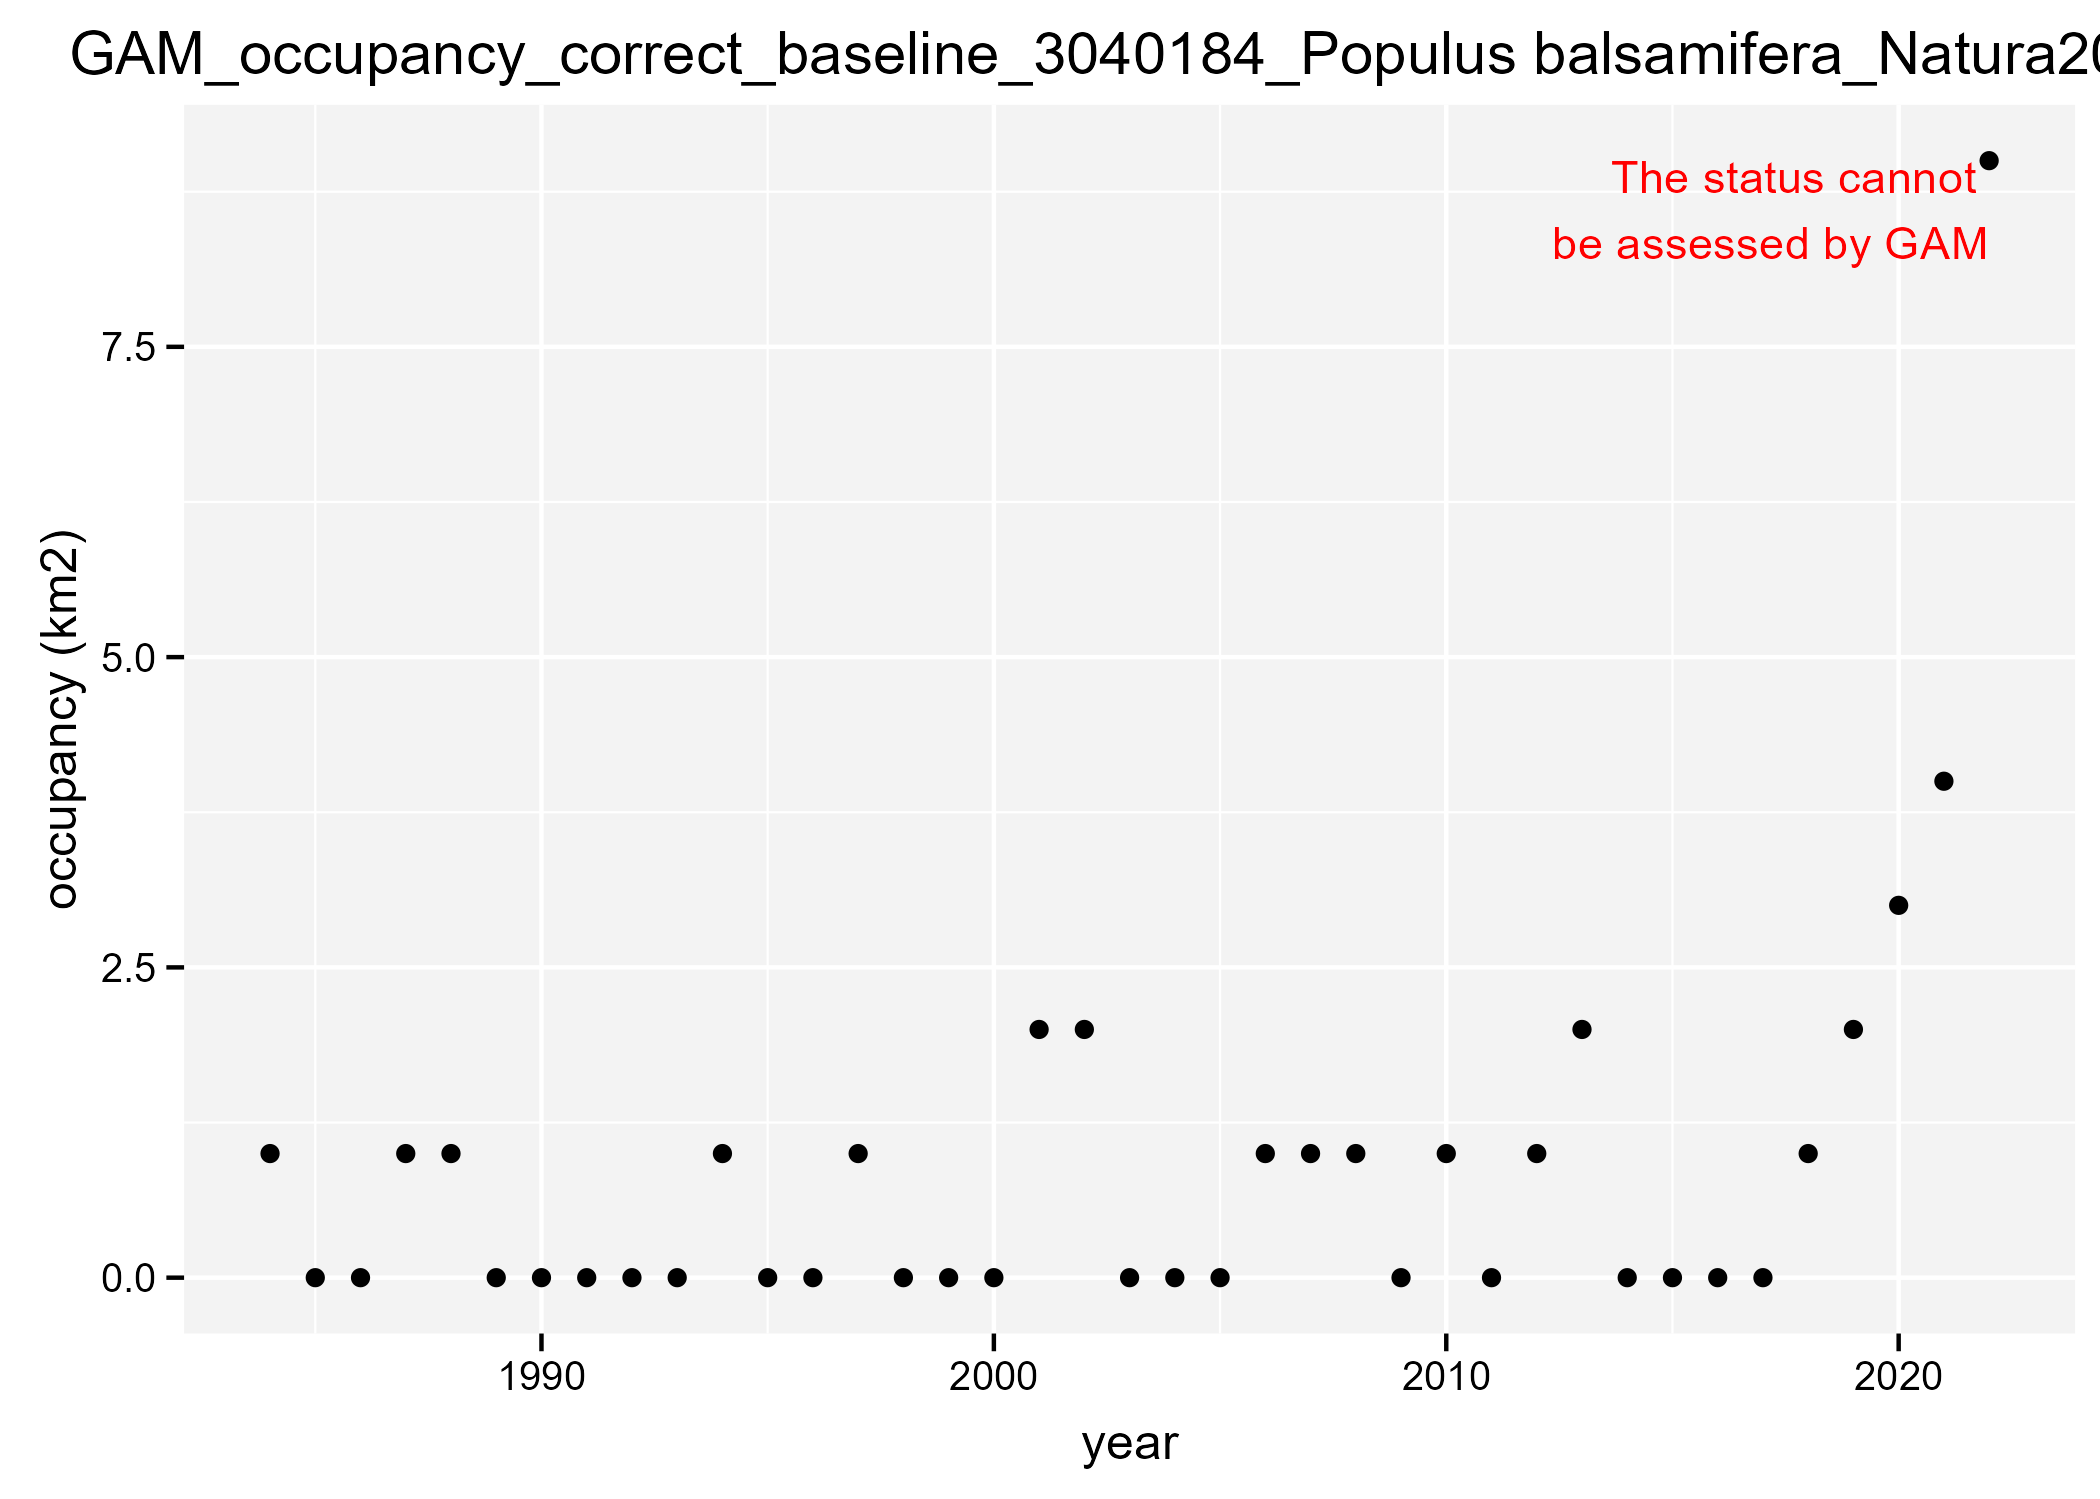 GAM_occupancy_correct_baseline_3040184_Populus balsamifera_Natura20
The status cannot
be assessed by GAM
7.5
5.0
2.5
0.0
occupancy (km2)
1990 2000 2010 2020
year